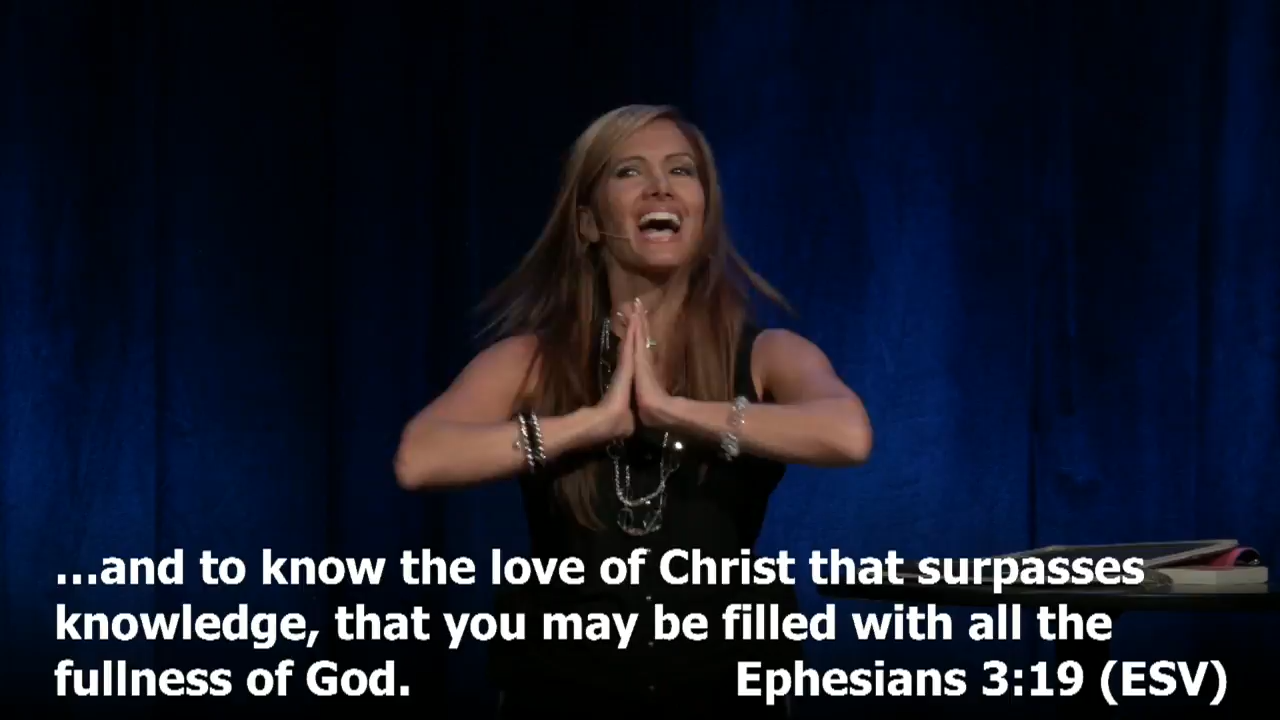 ...and to know the love of Christ that surpasses
knowledge, that you may be filled with all the
fullness of God. Ephesians 3:19 (ESV)